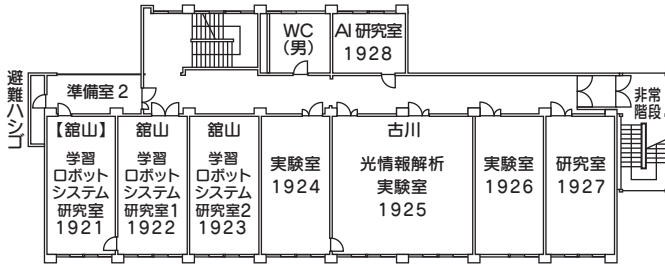 WC
(男)
AI 研究室
1928
避難ハシゴ
準備室2
非常
階段
【舘山】
学習
ロボット
システム
研究室
1921
舘山
学習
ロボット
システム
研究室1
1922
舘山
学習
ロボット
システム
研究室2
1923
実験室
1924
古川
光情報解析
実験室
1925
実験室
1926
研究室
1927